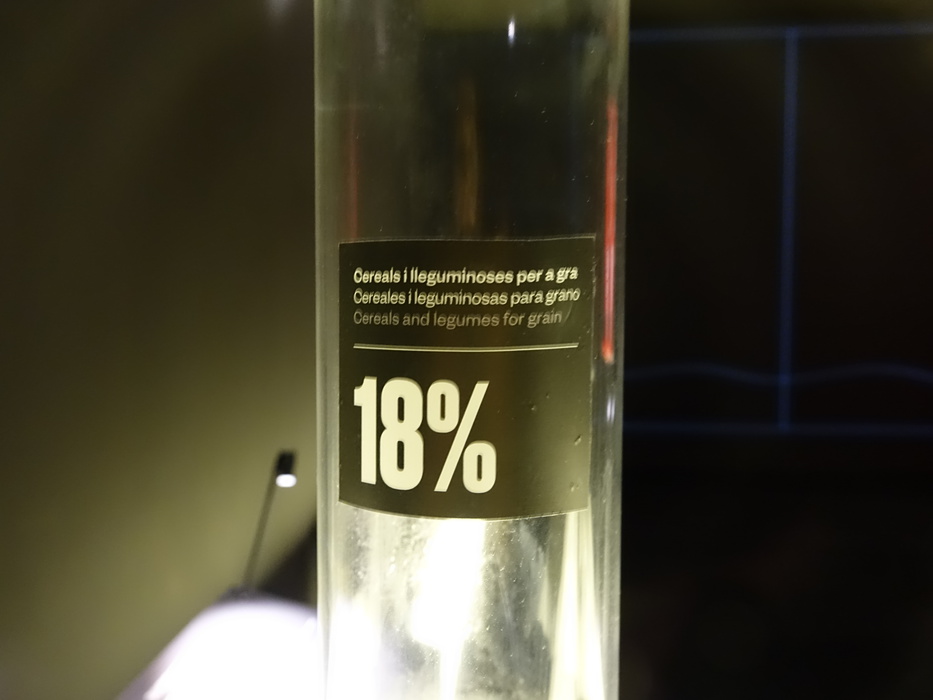 Cereals i lleguminoses per a gra
Cereales i leguminosas para grano
Cereals and legumes for grain
18%